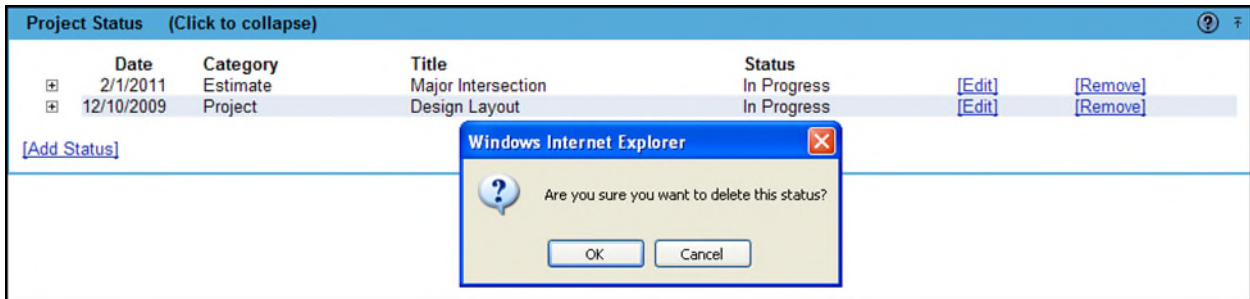 Project Status (Click to collapse)
Date Category Title Status
2/1/2011 Estimate Major Intersection In Progress [Edit] [Remove]
12/10/2009 Project Design Layout In Progress [Edit] [Remove]
[Add Status]
Windows Internet Explorer
Are you sure you want to delete this status?
OK Cancel